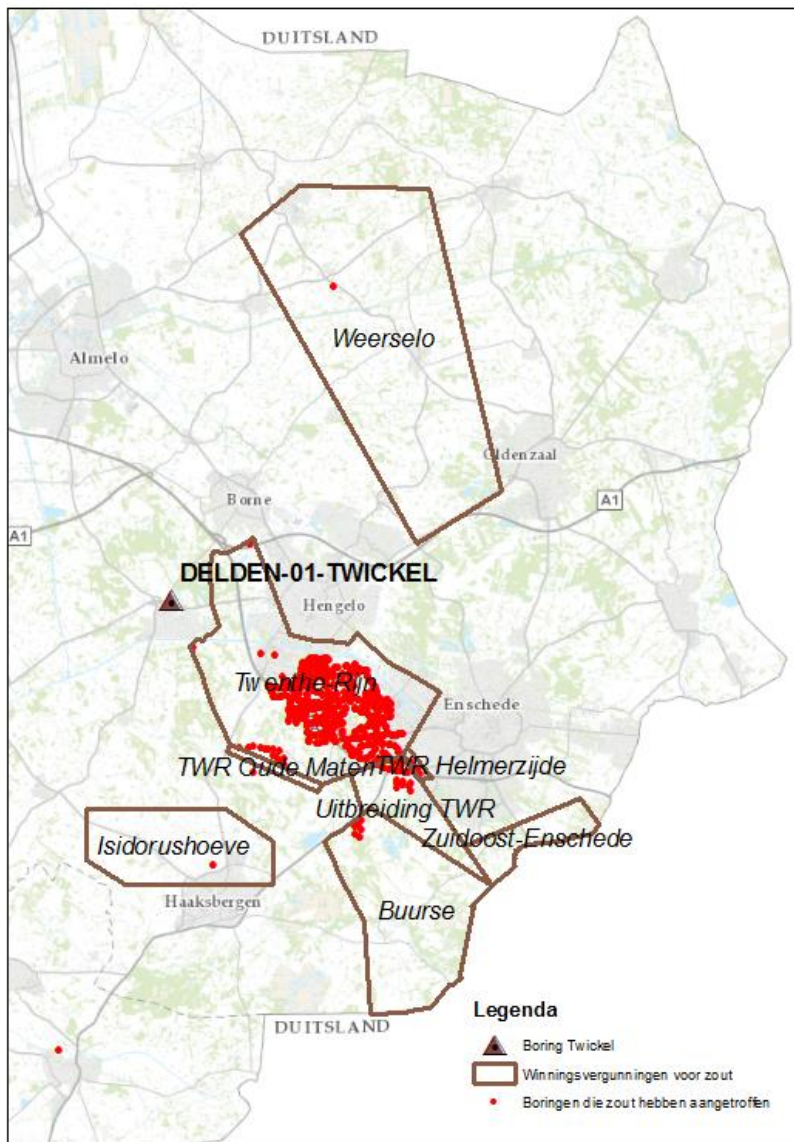 DUITSLAND
Weerselo
Almelo
Oldenzaal
Borne
A1
A1
DELDEN-01-TWICKEL
Hengelo
Twenthe-Rijn
Enschede
TWR Oude Maten
TWR Helmerzijde
Uitbreiding TWR
Zuidoost-Enschede
Isidorushoeve
Haaksbergen
Buurse
DUITSLAND
Legenda
Boring Twickel
Winningsvergunningen voor zout
Boringen die zout hebben aangetroffen